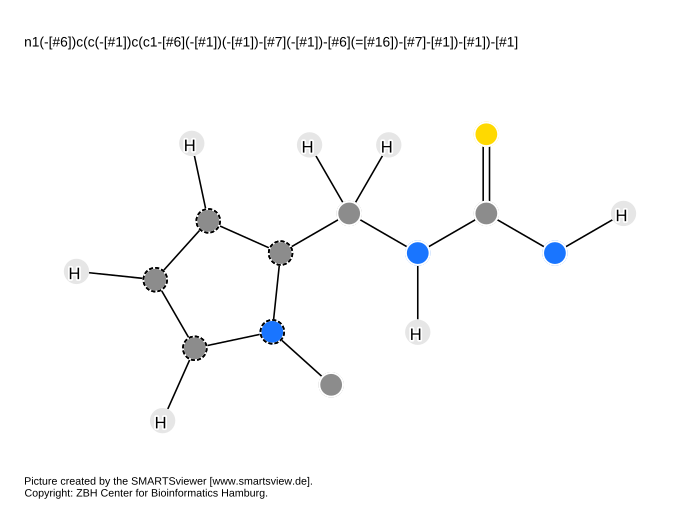 n1(-[#6])c(c(-[#1])c(c1-[#6](-[#1])(-[#1])-[#7](-[#1])-[#6](=[#16])-[#7]-[#1])-[#1])-[#1]
H
H H
H
H
H
H
Picture created by the SMARTSviewer [www.smartsview.de].
Copyright: ZBH Center for Bioinformatics Hamburg.